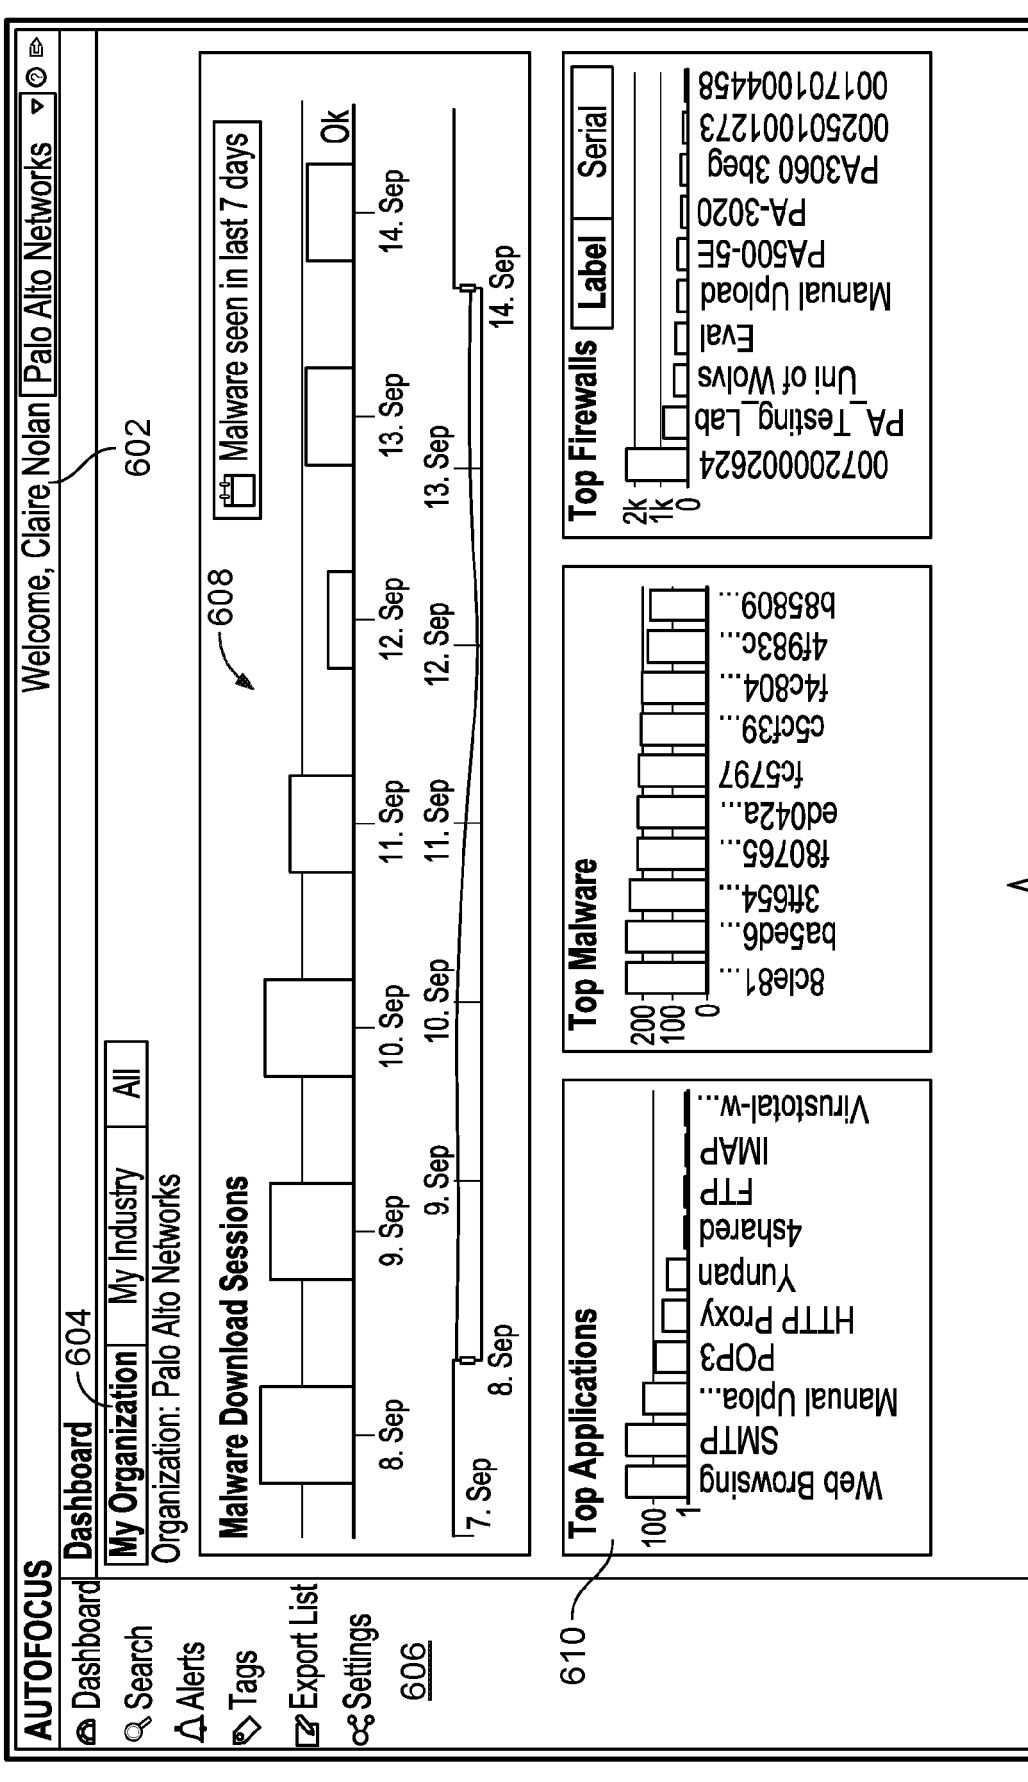 AUTOFOCUS
Welcome, Claire Nolan
Palo Alto Networks
?
Dashboard
Search
Alerts
Tags
Export List
Settings
606
Dashboard
604
602
My Organization My Industry All
Organization: Palo Alto Networks
Malware Download Sessions
608
Malware seen in last 7 days
0k
8. Sep 9. Sep 10. Sep 11. Sep 12. Sep 13. Sep 14. Sep
7. Sep 8. Sep 9. Sep 10. Sep 11. Sep 12. Sep 13. Sep 14. Sep
610
Top Applications
100
1
Web Browsing
SMTP
Manual Uploa...
POP3
HTTP Proxy
Yunpan
4shared
FTP
IMAP
Virustotal-w...
Top Malware
200
100
0
8cle81...
ba5ed6...
3ft654...
f80765...
ed042a...
fc5797
c5cf39...
f4c804...
4f983c...
b85809...
Top Firewalls
Label Serial
2k
1k
0
007200002624
PA_Testing_Lab
Uni of Wolvs
Eval
Manual Upload
PA500-5E
PA-3020
PA3060 3beg
002501001273
001701004458